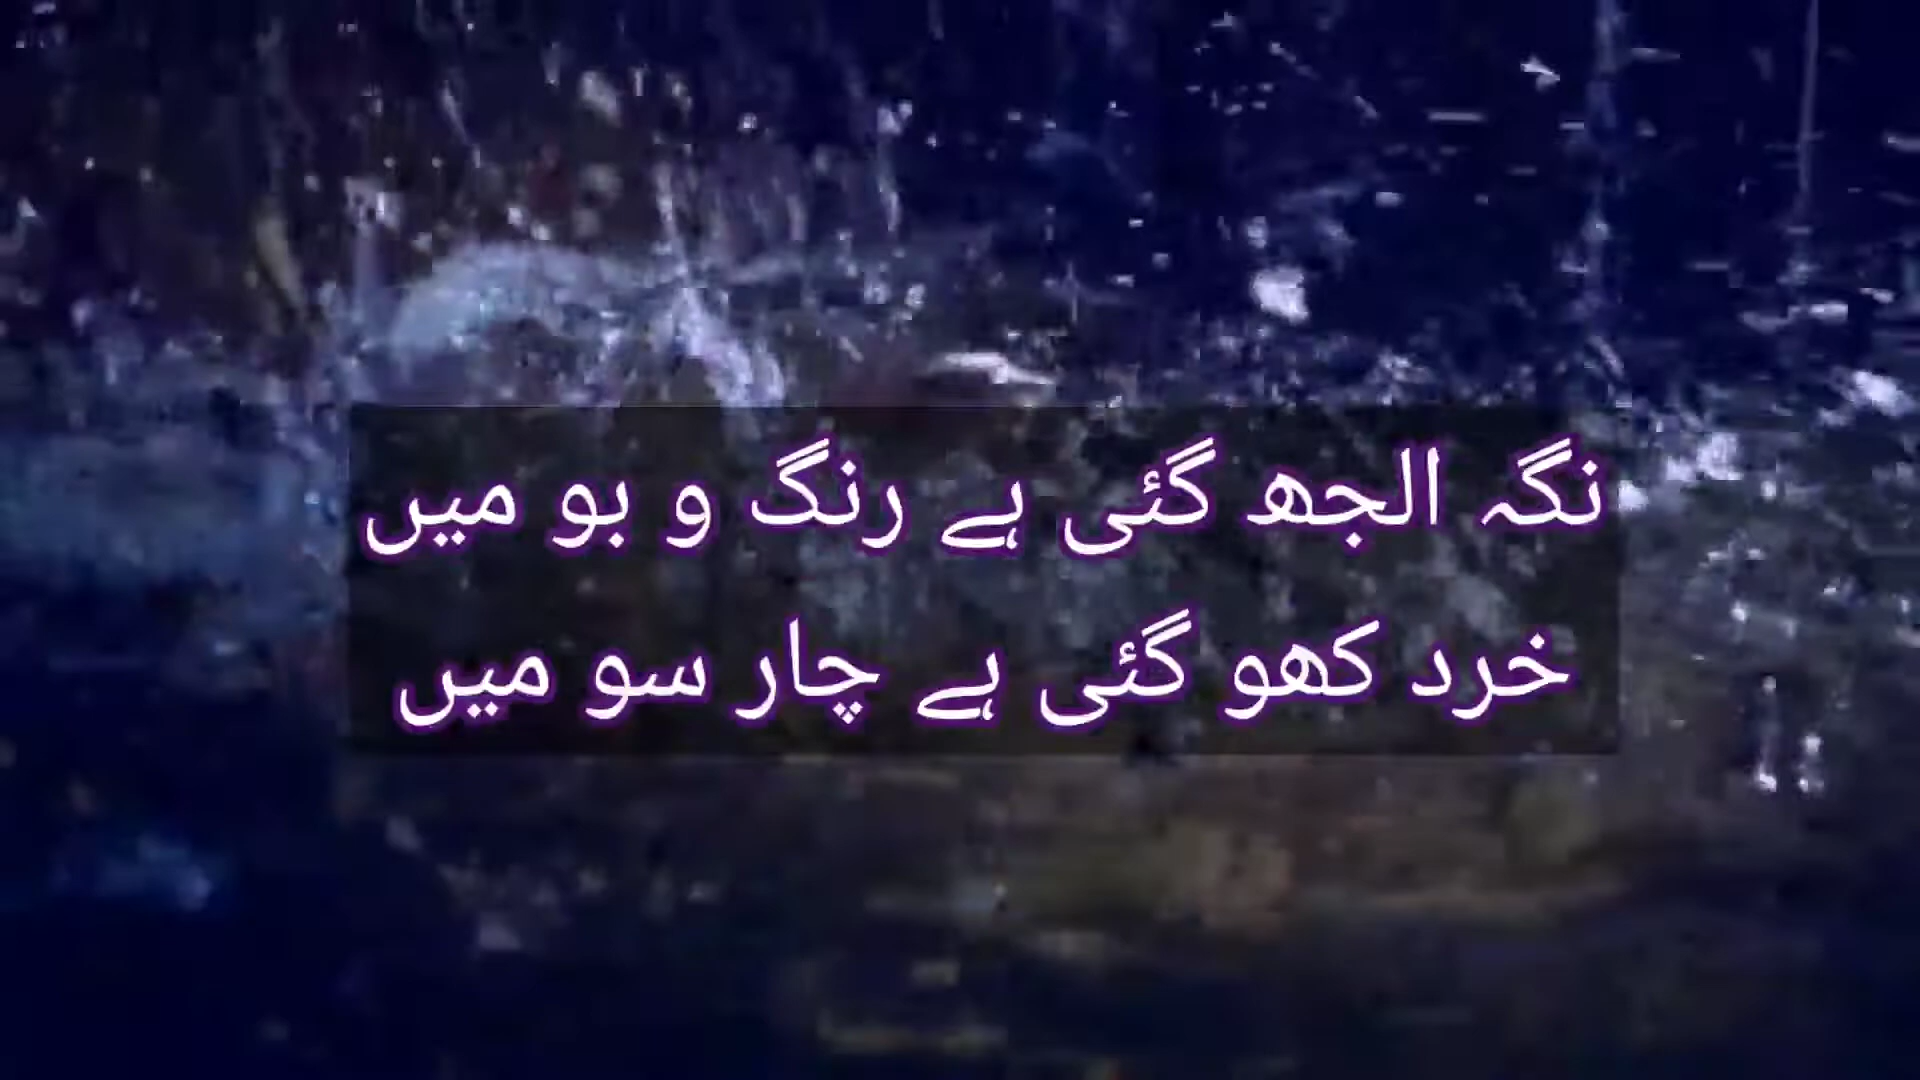 نگہ الجھ گئی ہے رنگ و بو میں
خرد کھو گئی ہے چار سو میں